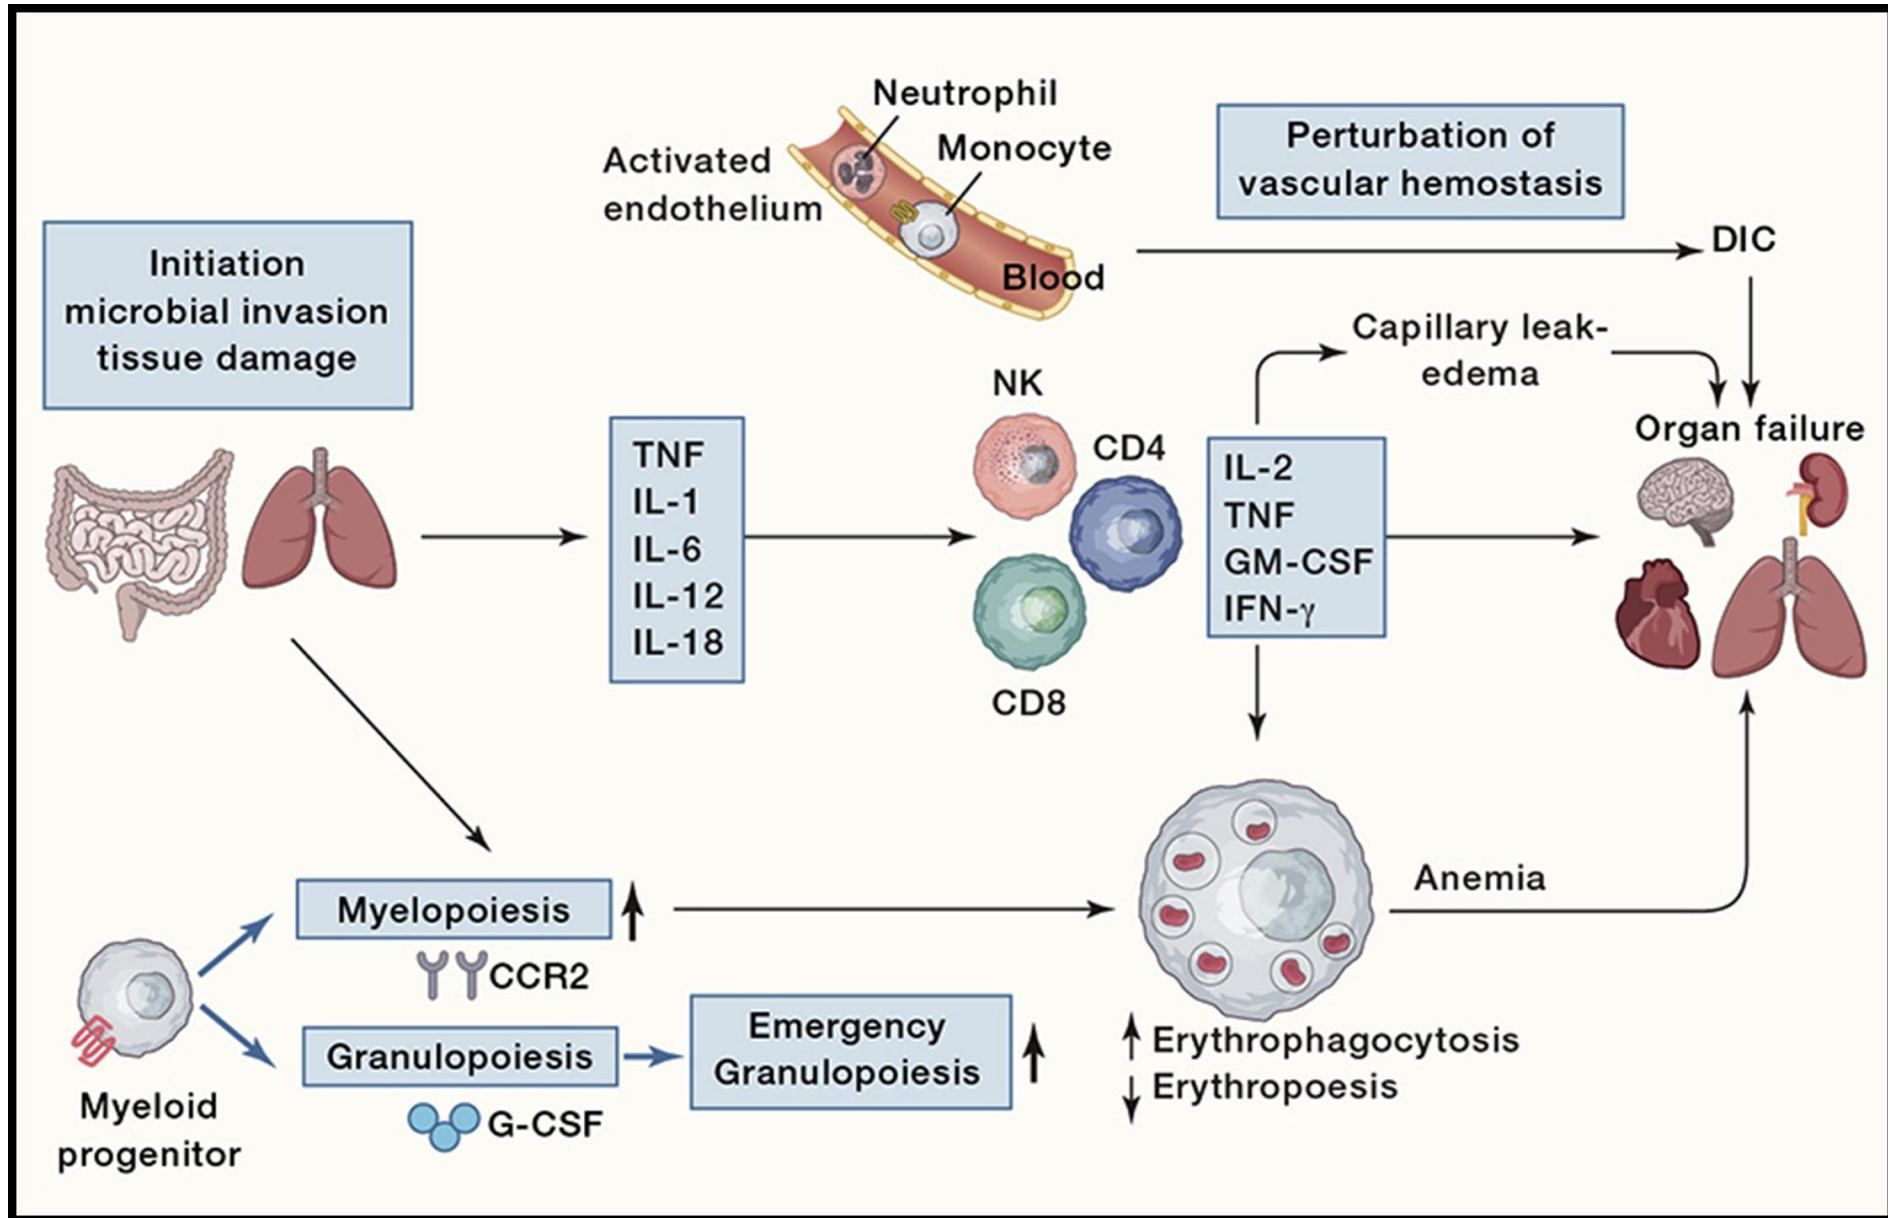 Neutrophil
Monocyte
Activated
endothelium
Blood
Perturbation of
vascular hemostasis
DIC
Initiation
microbial invasion
tissue damage
Capillary leak-
edema
Organ failure
TNF
IL-1
IL-6
IL-12
IL-18
NK
CD4
CD8
IL-2
TNF
GM-CSF
IFN-γ
Myelopoiesis
CCR2
Granulopoiesis
G-CSF
Emergency
Granulopoiesis
Myeloid
progenitor
Anemia
Erythrophagocytosis
Erythropoesis